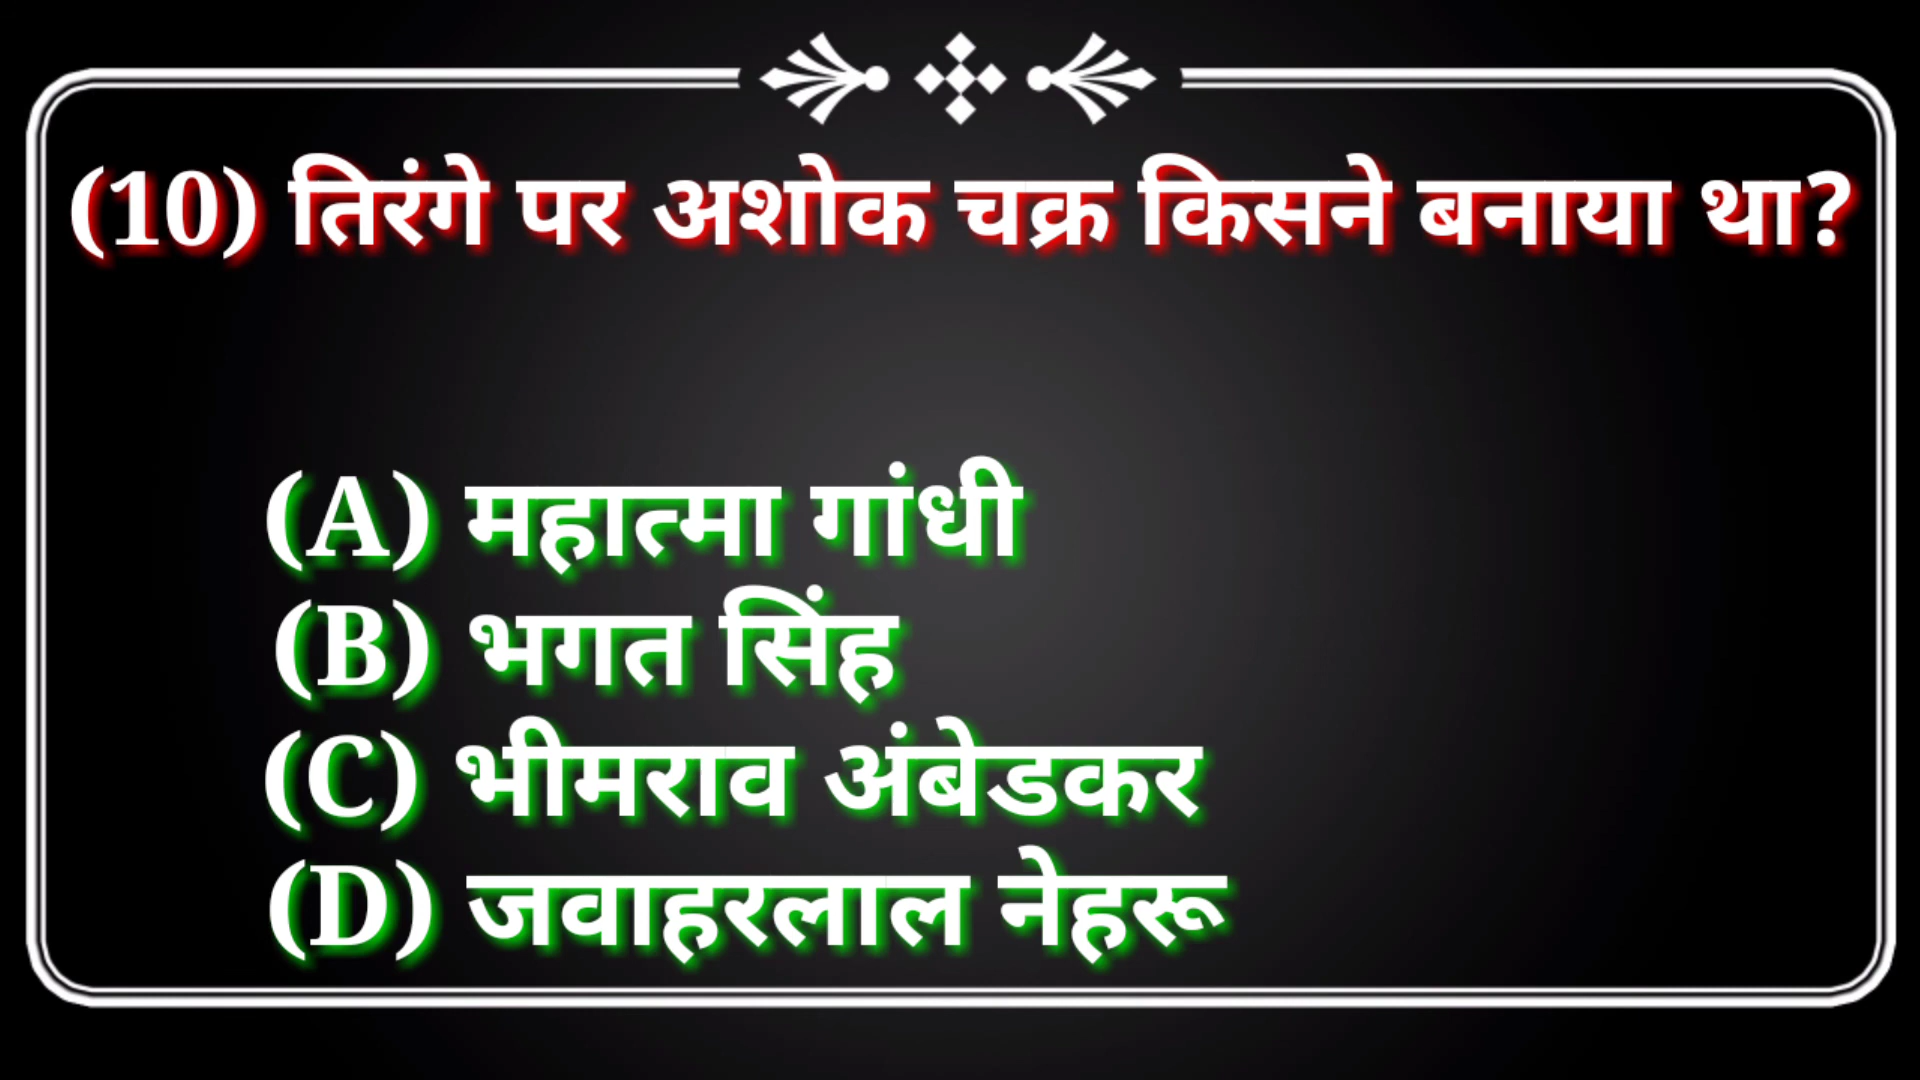 (10) तिरंगे पर अशोक चक्र किसने बनाया था?
(A) महात्मा गांधी
(B) भगत सिंह
(C) भीमराव अंबेडकर
(D) जवाहरलाल नेहरू